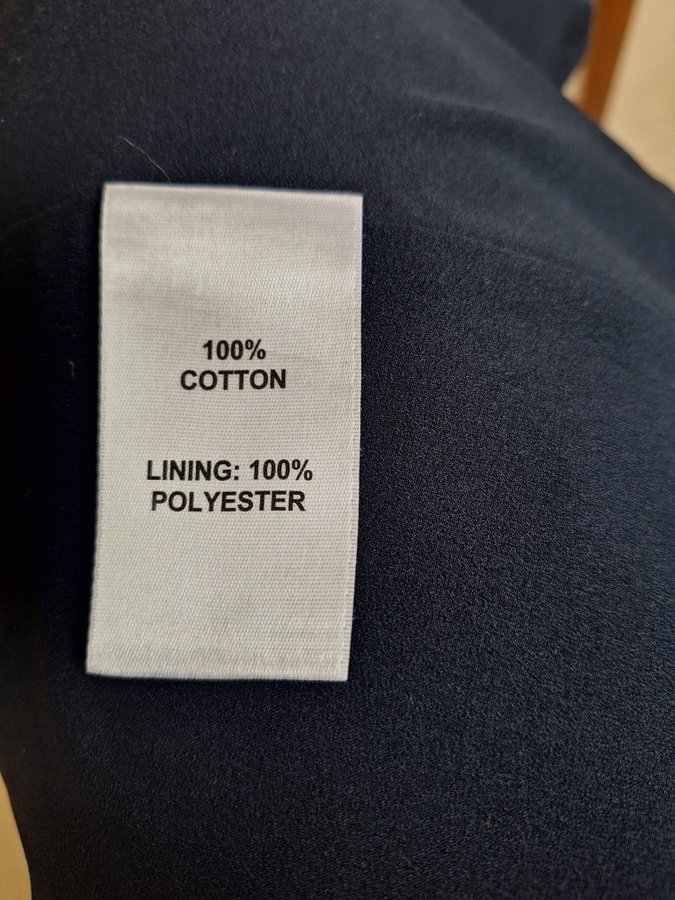 100%
COTTON
LINING: 100%
POLYESTER